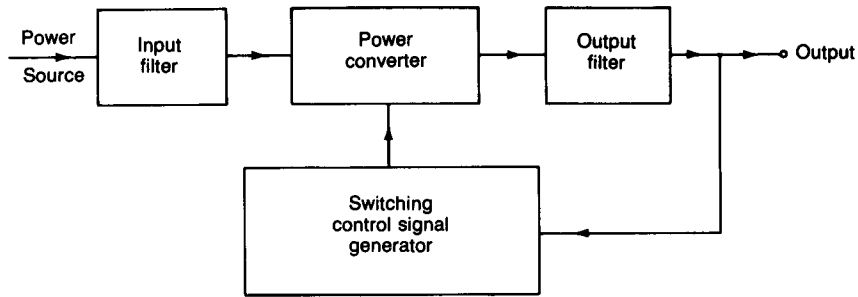 Power
Source
Input
filter
Power
converter
Output
filter
Output
Switching
control signal
generator